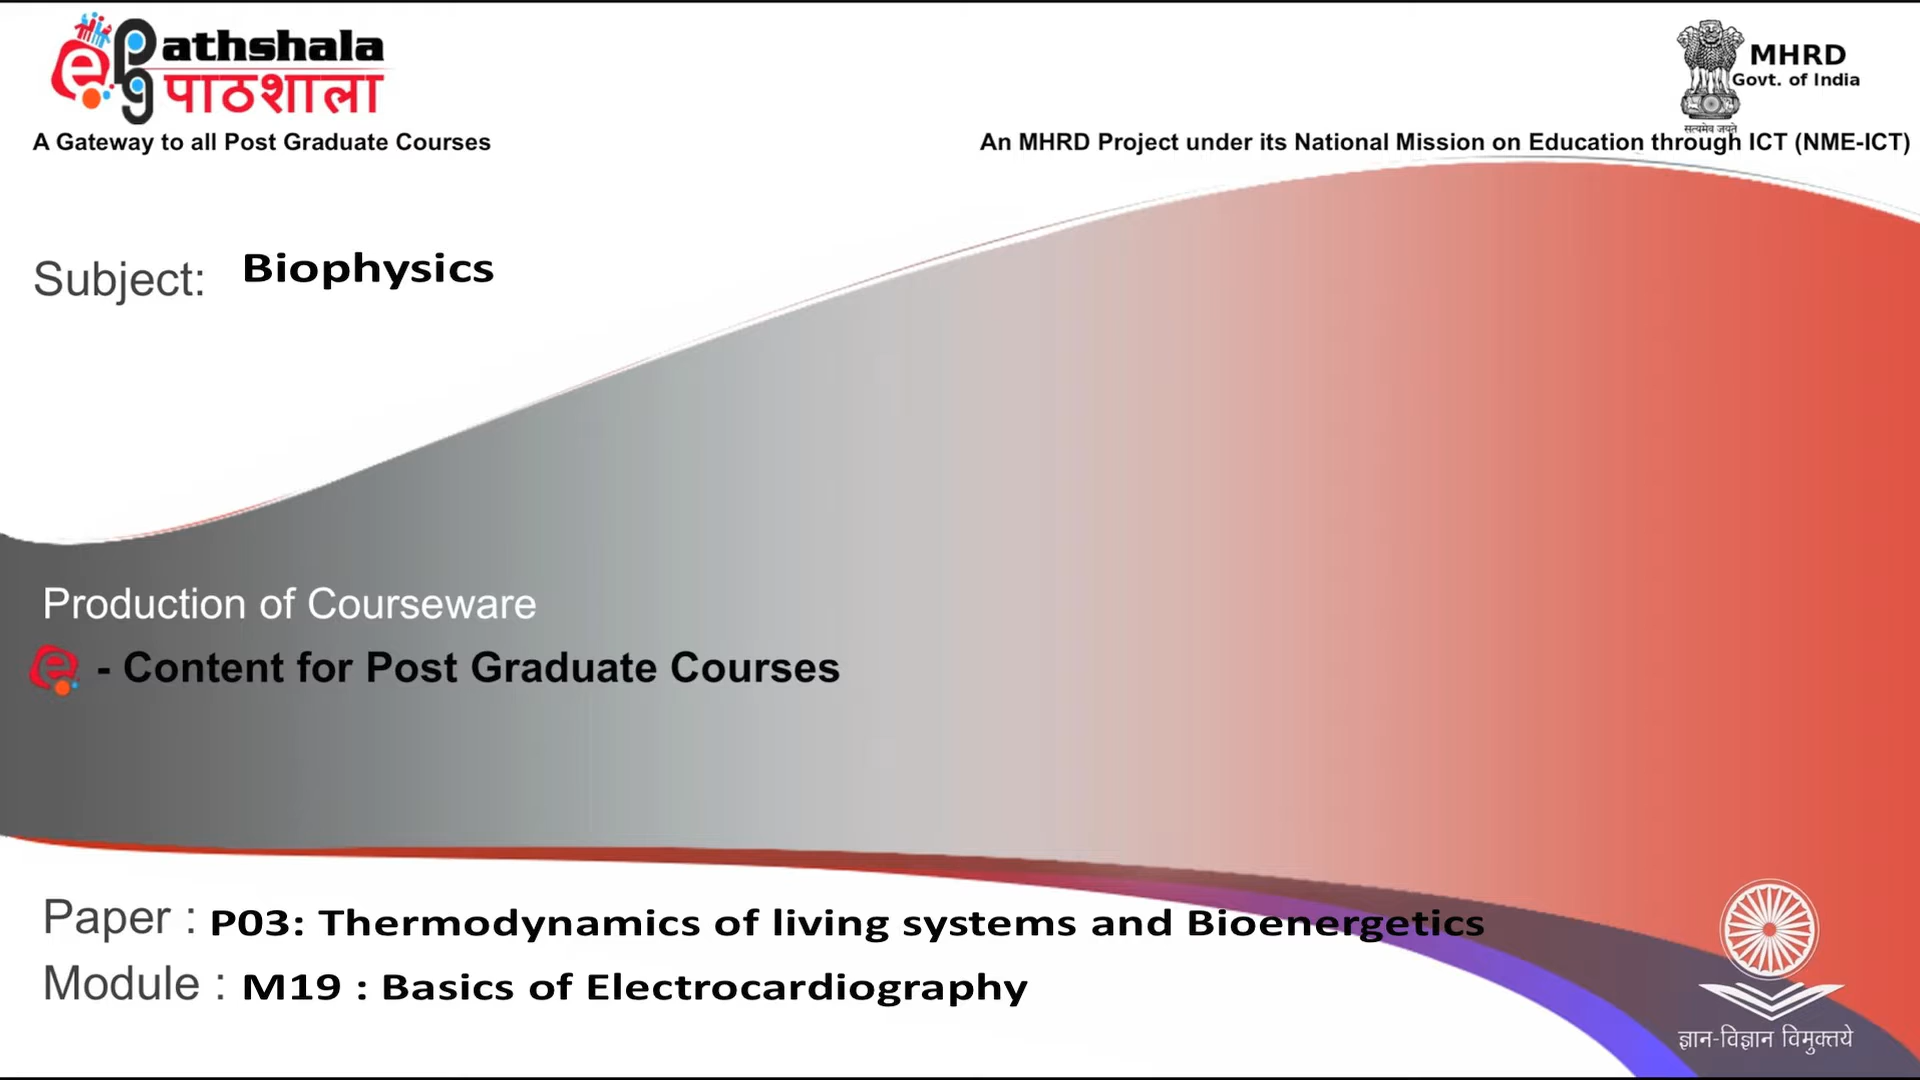 Pathshala
पाठशाला
A Gateway to all Post Graduate Courses
MHRD
Govt. of India
सत्यमेव जयते
An MHRD Project under its National Mission on Education through ICT (NME-ICT)
Subject: Biophysics
Production of Courseware
e - Content for Post Graduate Courses
Paper : P03: Thermodynamics of living systems and Bioenergetics
Module : M19 : Basics of Electrocardiography
ज्ञान-विज्ञान विमुक्तये